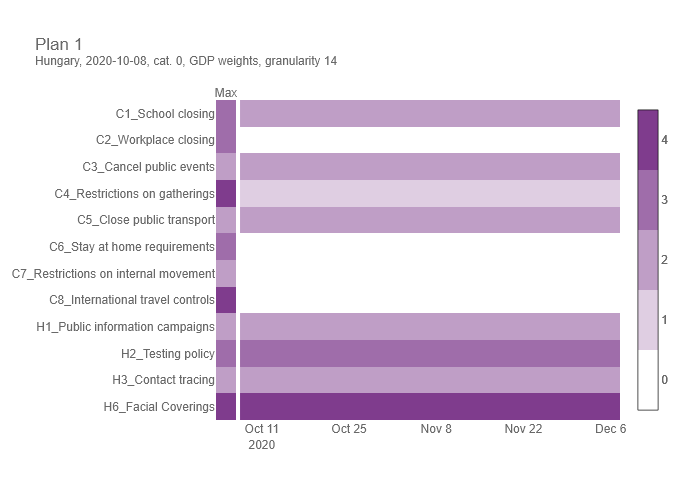 Plan 1
Hungary, 2020-10-08, cat. 0, GDP weights, granularity 14
Max
C1_School closing
C2_Workplace closing
C3_Cancel public events
C4_Restrictions on gatherings
C5_Close public transport
C6_Stay at home requirements
C7_Restrictions on internal movement
C8_International travel controls
H1_Public information campaigns
H2_Testing policy
H3_Contact tracing
H6_Facial Coverings
4
3
2
1
0
Oct 11 Oct 25 Nov 8 Nov 22 Dec 6
2020